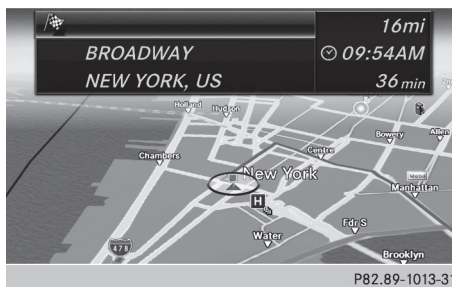 16mi
BROADWAY
09:54AM
NEW YORK, US
36 min
Holland
Hudson
Bowery
Allen
Centre
Chambers
New York
Manhattan
H
Fdr S
Water
478
Brooklyn
P82.89-1013-31